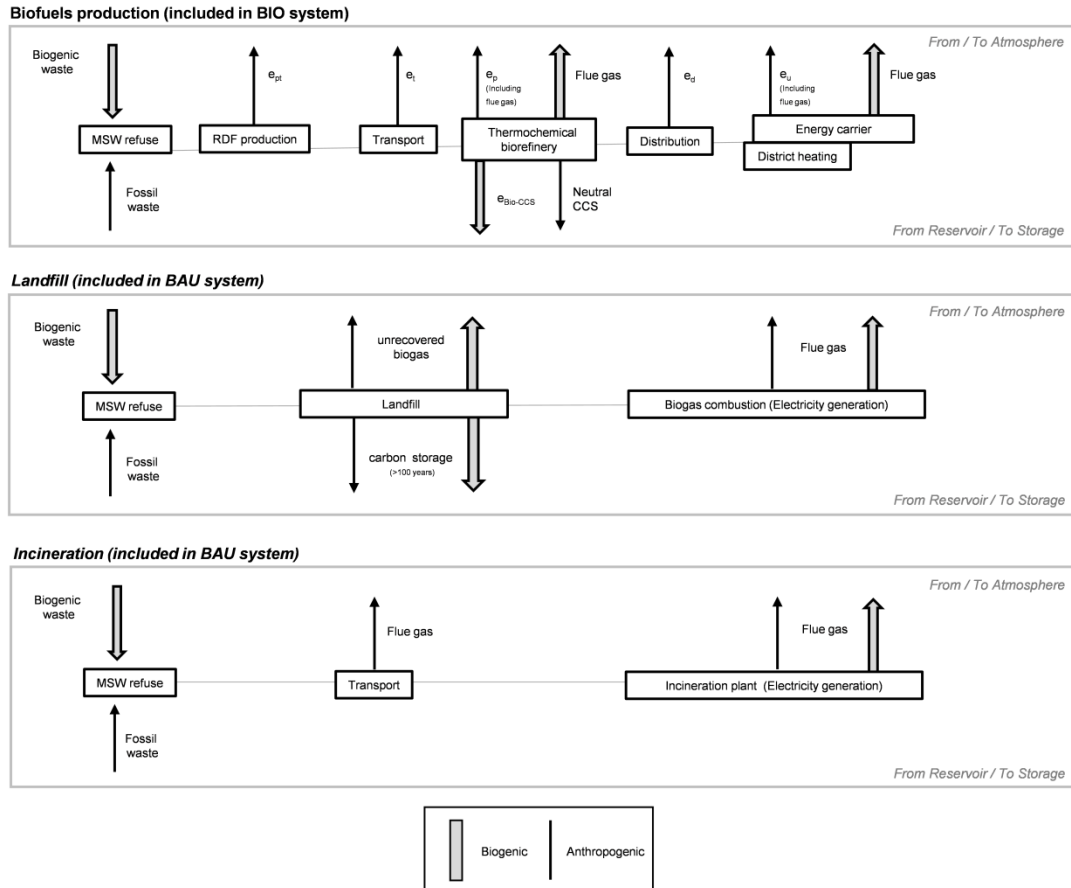 Biofuels production (included in BIO system)
From / To Atmosphere
Biogenic
waste
e_pt
e_t
e_p
(Including
flue gas)
Flue gas
e_d
e_u
(Including
flue gas)
Flue gas
MSW refuse
RDF production
Transport
Thermochemical
biorefinery
Distribution
Energy carrier
District heating
Fossil
waste
e_Bio-CCS
Neutral
CCS
From Reservoir / To Storage
Landfill (included in BAU system)
From / To Atmosphere
Biogenic
waste
unrecovered
biogas
Flue gas
MSW refuse
Landfill
Biogas combustion (Electricity generation)
Fossil
waste
carbon storage
(>100 years)
From Reservoir / To Storage
Incineration (included in BAU system)
From / To Atmosphere
Biogenic
waste
Flue gas
Flue gas
MSW refuse
Transport
Incineration plant (Electricity generation)
Fossil
waste
From Reservoir / To Storage
Biogenic
Anthropogenic